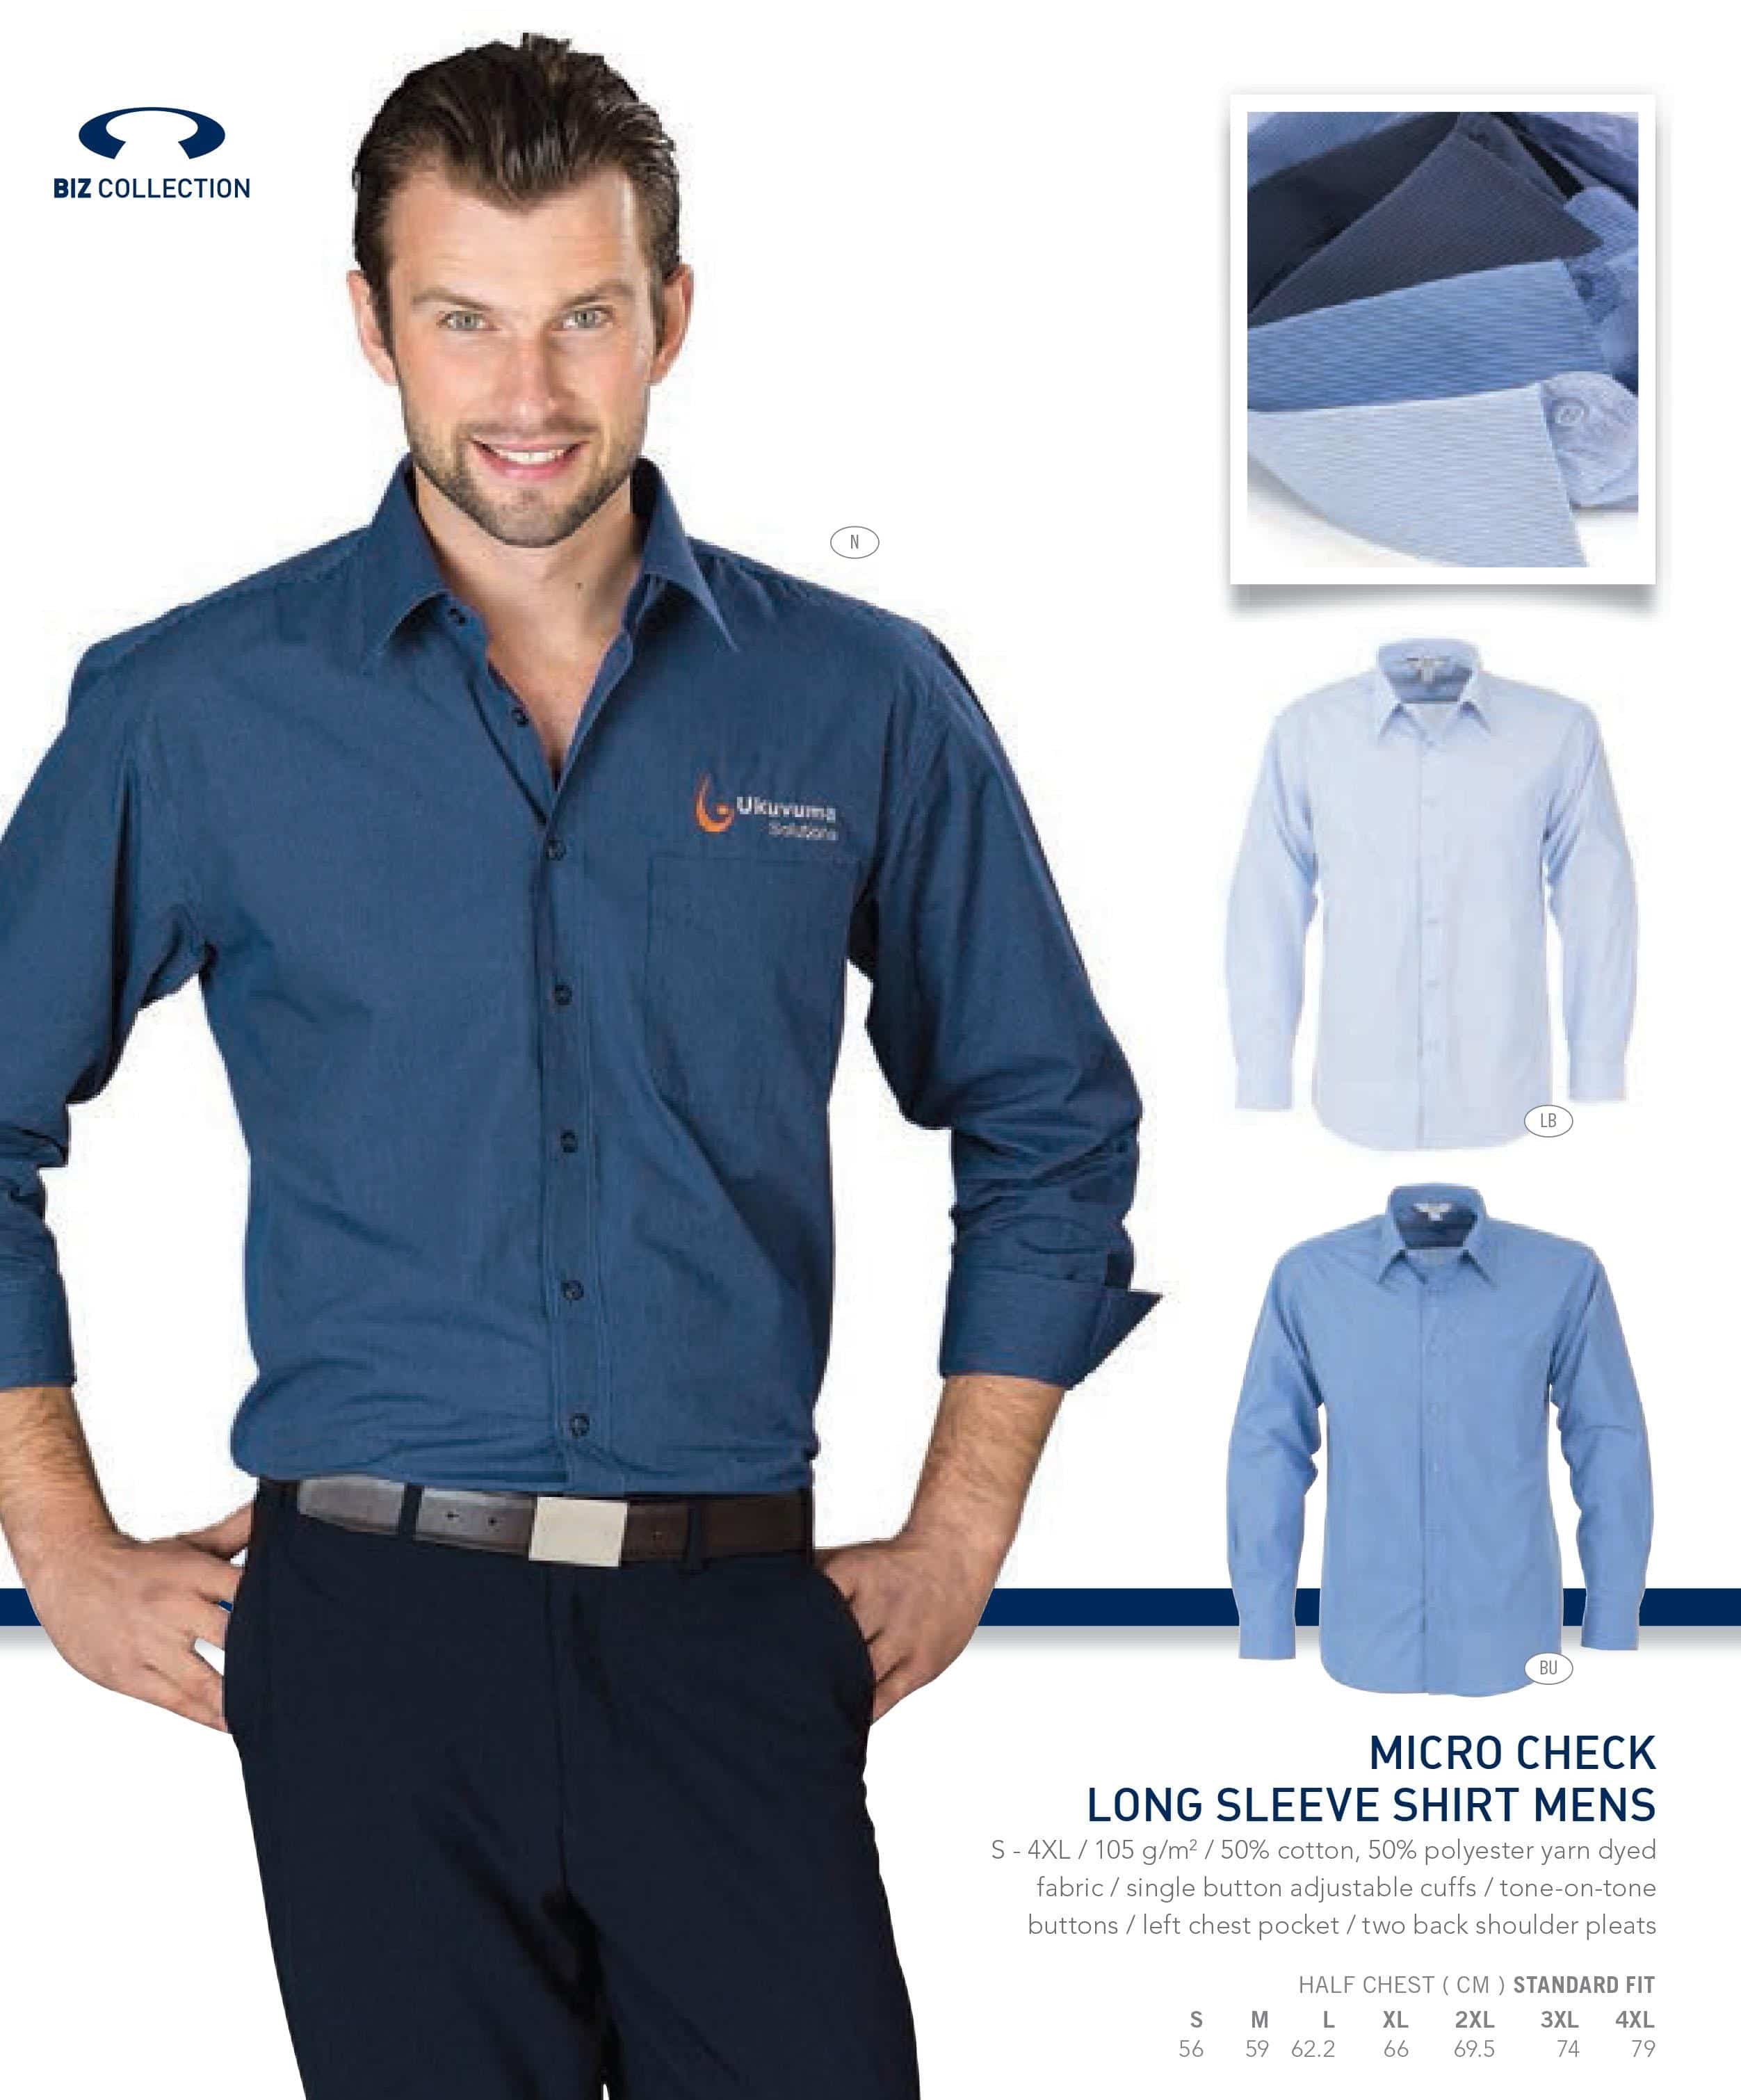 BIZ COLLECTION
N
Ukuvuma
Solutions
LB
BU
MICRO CHECK
LONG SLEEVE SHIRT MENS
S - 4XL / 105 g/m² / 50% cotton, 50% polyester yarn dyed
fabric / single button adjustable cuffs / tone-on-tone
buttons / left chest pocket / two back shoulder pleats
HALF CHEST ( CM ) STANDARD FIT
S M L XL 2XL 3XL 4XL
56 59 62.2 66 69.5 74 79